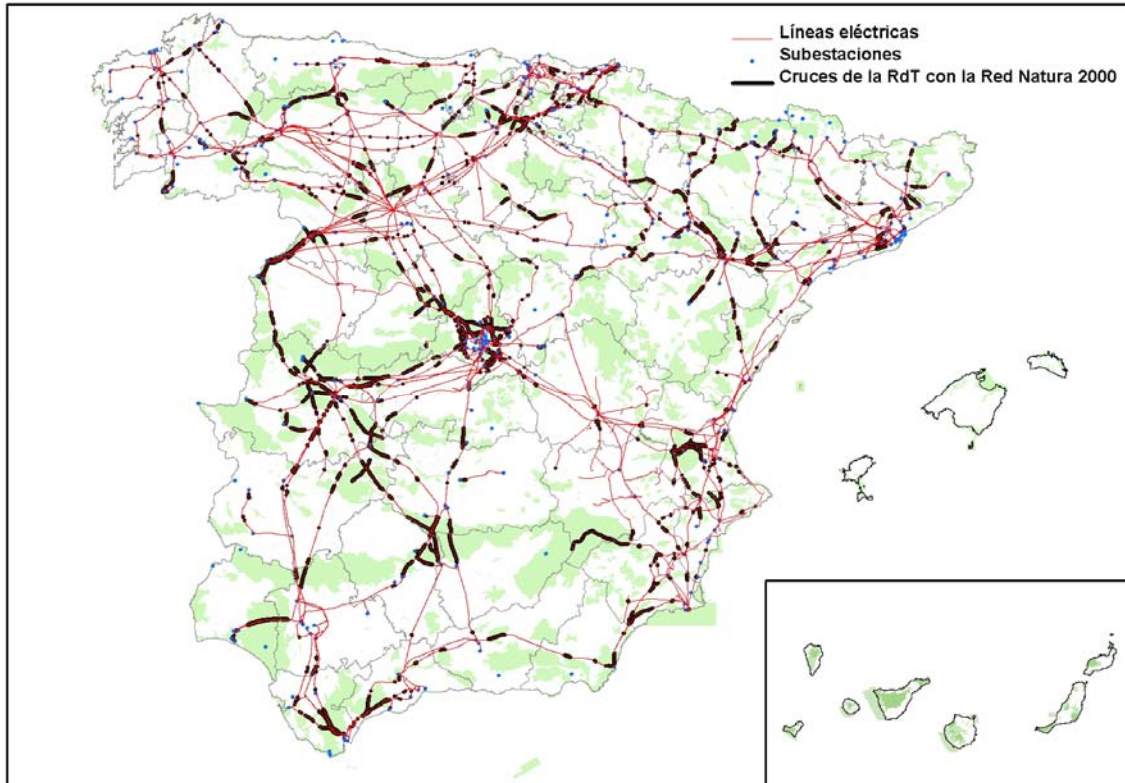 Líneas eléctricas
Subestaciones
Cruces de la RdT con la Red Natura 2000